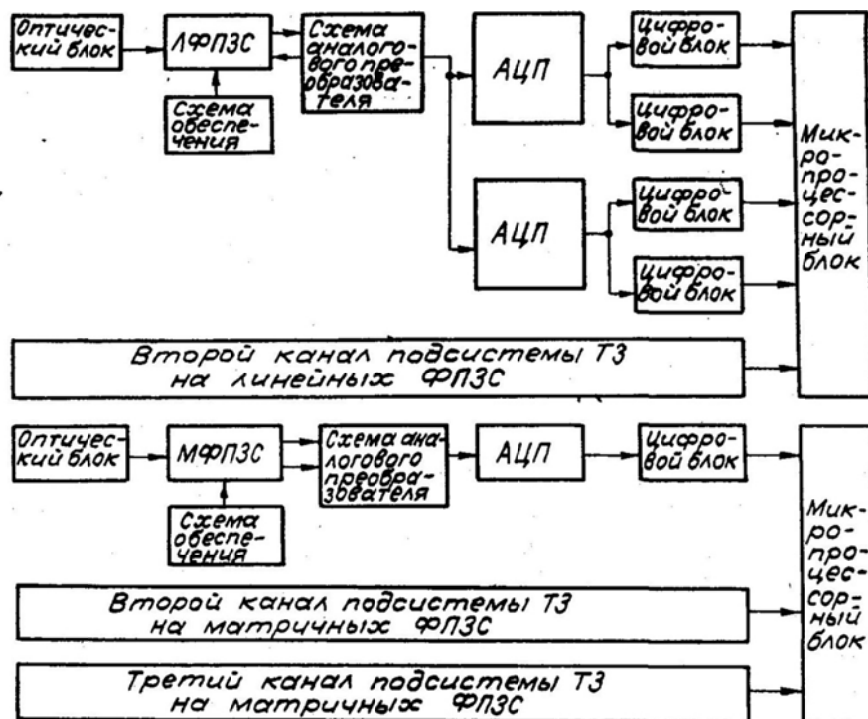 Оптичес-
кий блок
ЛФПЗС
Схема
аналого-
вого пре-
образова-
теля
Схема
обеспе-
чения
АЦП
Цифро-
вой блок
Цифро-
вой блок
АЦП
Цифро-
вой блок
Цифро-
вой блок
Мик-
ро-
про-
цес-
сор-
ный
блок
Второй канал подсистемы ТЗ
на линейных ФПЗС
Оптичес-
кий блок
МФПЗС
Схема ана-
логового
преобра-
зователя
Схема
обеспе-
чения
АЦП
Цифро-
вой блок
Мик-
ро-
про-
цес-
сор-
ный
блок
Второй канал подсистемы ТЗ
на матричных ФПЗС
Третий канал подсистемы ТЗ
на матричных ФПЗС